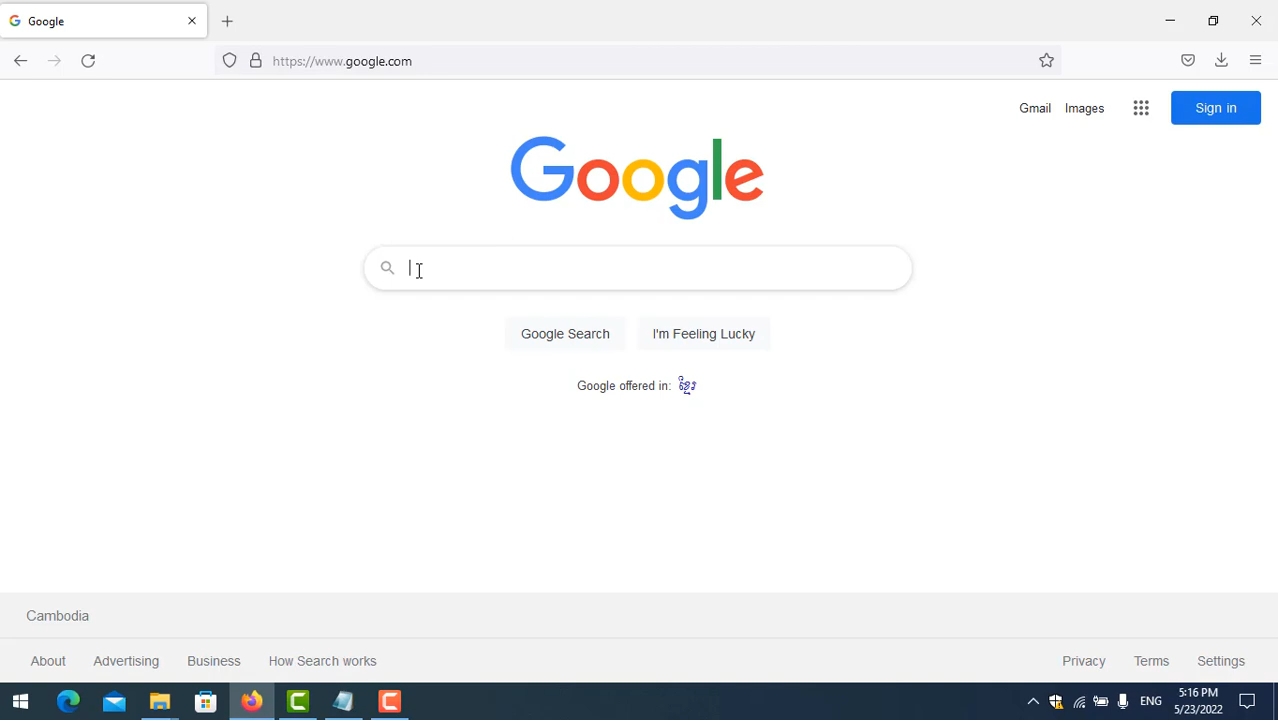 Google
https://www.google.com
Gmail Images Sign in
Google
Google Search I'm Feeling Lucky
Google offered in: ខ្មែរ
Cambodia
About Advertising Business How Search works Privacy Terms Settings
ENG 5:16 PM
5/23/2022